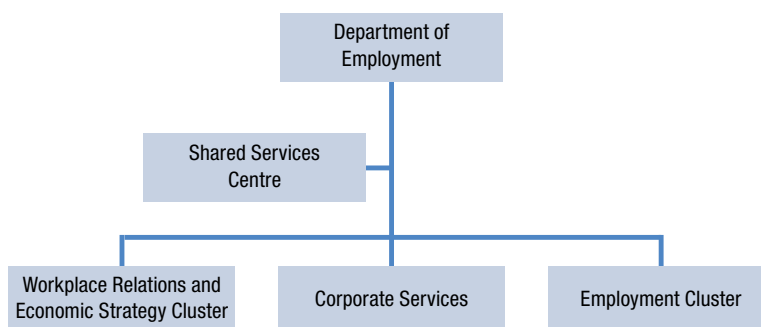 Department of
Employment
Shared Services
Centre
Workplace Relations and
Economic Strategy Cluster
Corporate Services
Employment Cluster